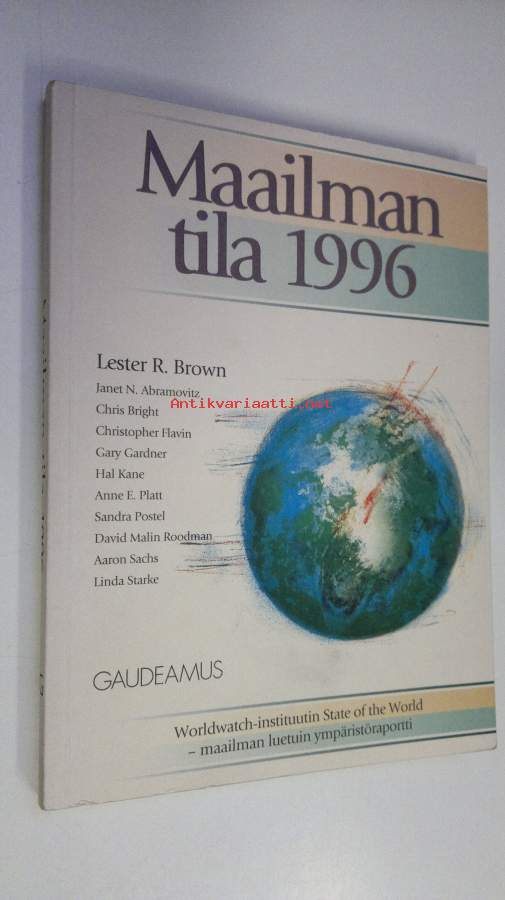 Maailman
tila 1996
Lester R. Brown
Janet N. Abramovitz
Chris Bright
Antikvariaatti.net
Christopher Flavin
Gary Gardner
Hal Kane
Anne E. Platt
Sandra Postel
David Malin Roodman
Aaron Sachs
Linda Starke
GAUDEAMUS
Worldwatch-instituutin State of the World
– maailman luetuin ympäristöraportti